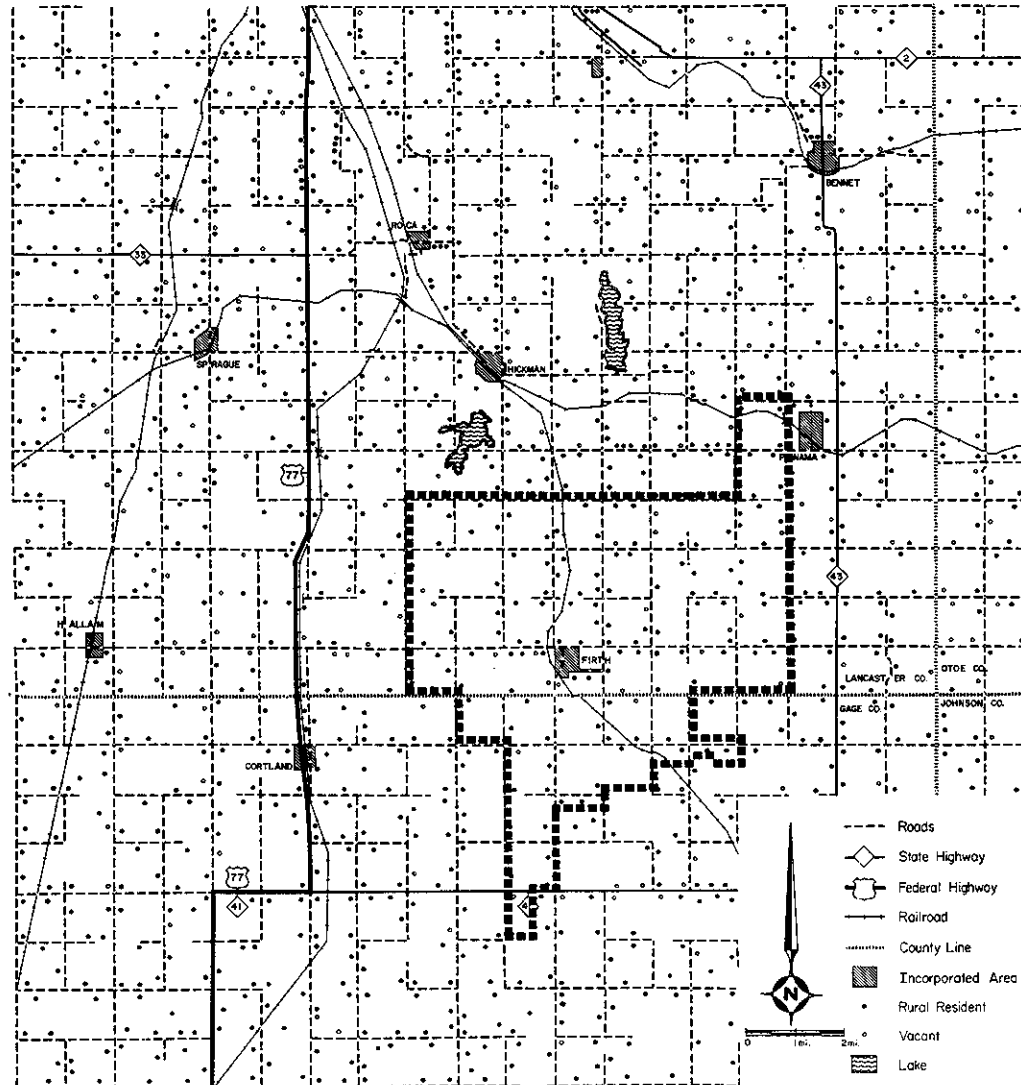 2
43
BENNET
ROCA
33
SPRAGUE
HICKMAN
NAMA
77
43
HALLAM
FIRTH
LANCASTER CO.
OTOE CO.
GAGE CO.
JOHNSON CO.
CORTLAND
77
41
4
Roads
State Highway
Federal Highway
Railroad
County Line
Incorporated Area
Rural Resident
Vacant
Lake
N
0 1mi. 2mi.